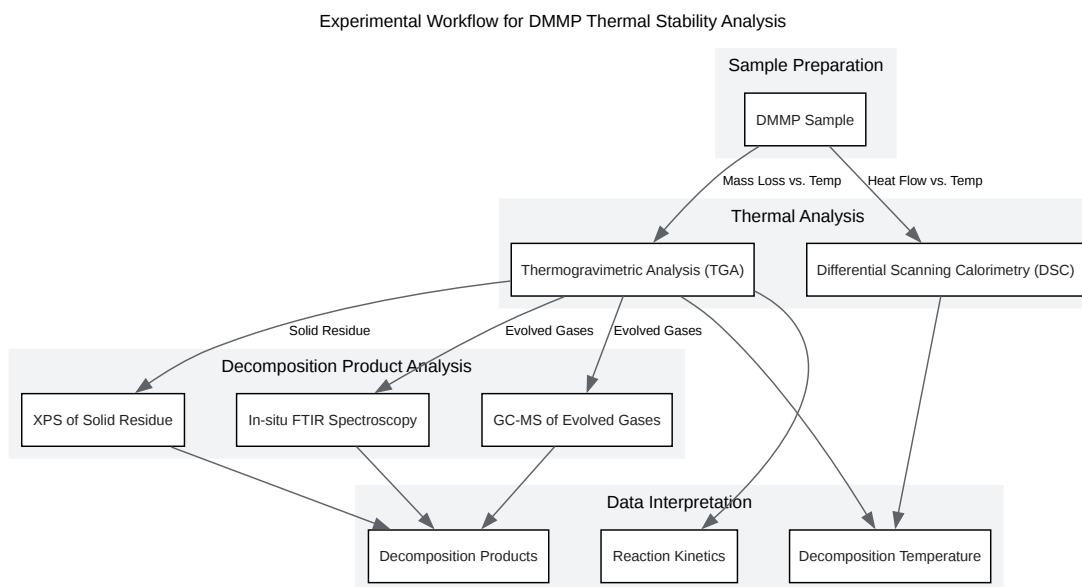 Experimental Workflow for DMMP Thermal Stability Analysis
Sample Preparation
DMMP Sample
Mass Loss vs. Temp
Heat Flow vs. Temp
Thermal Analysis
Thermogravimetric Analysis (TGA)
Differential Scanning Calorimetry (DSC)
Solid Residue
Evolved Gases
Evolved Gases
Decomposition Product Analysis
XPS of Solid Residue
In-situ FTIR Spectroscopy
GC-MS of Evolved Gases
Data Interpretation
Decomposition Products
Reaction Kinetics
Decomposition Temperature